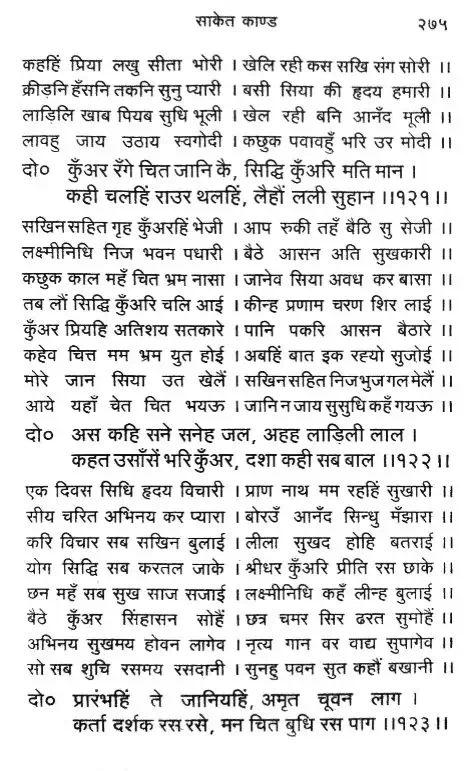 साकेत काण्ड २७५
कहहिं प्रिया लखु सीता भोरी । खेलि रही कस सखि संग सोरी ।।
क्रीड़नि हँसनि तकनि सुनु प्यारी । बसी सिया की हृदय हमारी ।।
लाड़िलि खाब पियब सुधि भूली । खेल रही बनि आनँद मूली ।।
लावहु जाय उठाय स्वगोदी । कछुक पवावहुँ भरि उर मोदी ।।
दो० कुँअर रँगे चित जानि कै, सिद्धि कुँअरि मति मान ।
कही चलहिं राउर थलहिं, लैहौं लली सुहान ।।१२१।।
सखिन सहित गृह कुँअरहिं भेजी । आप रुकी तहँ बैठि सु सेजी ।।
लक्ष्मीनिधि निज भवन पधारी । बैठे आसन अति सुखकारी ।।
कछुक काल महँ चित भ्रम नासा । जानेव सिया अवध कर बासा ।।
तब लौं सिद्धि कुँअरि चलि आई । कीन्ह प्रणाम चरण शिर लाई ।।
कुँअर प्रियहि अतिशय सतकारे । पानि पकरि आसन बैठारे ।।
कहेव चित्त मम भ्रम युत होई । अबहिं बात इक रह्यो सुजोई ।।
मोरे जान सिया उत खेलैं । सखिन सहित निज भुज गल मेलैं ।।
आये यहाँ चेत चित भयऊ । जानि न जाय सुसुधि कहँ गयऊ ।।
दो० अस कहि सने सनेह जल, अहह लाड़िली लाल ।
कहत उसाँसें भरि कुँअर, दशा कही सब बाल ।।१२२।।
एक दिवस सिधि हृदय विचारी । प्राण नाथ मम रहहिं सुखारी ।।
सीय चरित अभिनय कर प्यारा । बोरउँ आनँद सिन्धु मँझारा ।।
करि विचार सब सखिन बुलाई । लीला सुखद होहि बतराई ।।
योग सिद्धि सब करतल जाके । श्रीधर कुँअरि प्रीति रस छाके ।।
छन महँ सब सुख साज सजाई । लक्ष्मीनिधि कहँ लीन्ह बुलाई ।।
बैठे कुँअर सिंहासन सोहैं । छत्र चमर सिर ढरत सुमोहैं ।।
अभिनय सुखमय होवन लागेव । नृत्य गान वर वाद्य सुपागेव ।।
सो सब शुचि रसमय रसदानी । सुनहु पवन सुत कहौं बखानी ।।
दो० प्रारंभहिं ते जानियहिं, अमृत चूवन लाग ।
कर्ता दर्शक रस रसे, मन चित बुधि रस पाग ।।१२३।।